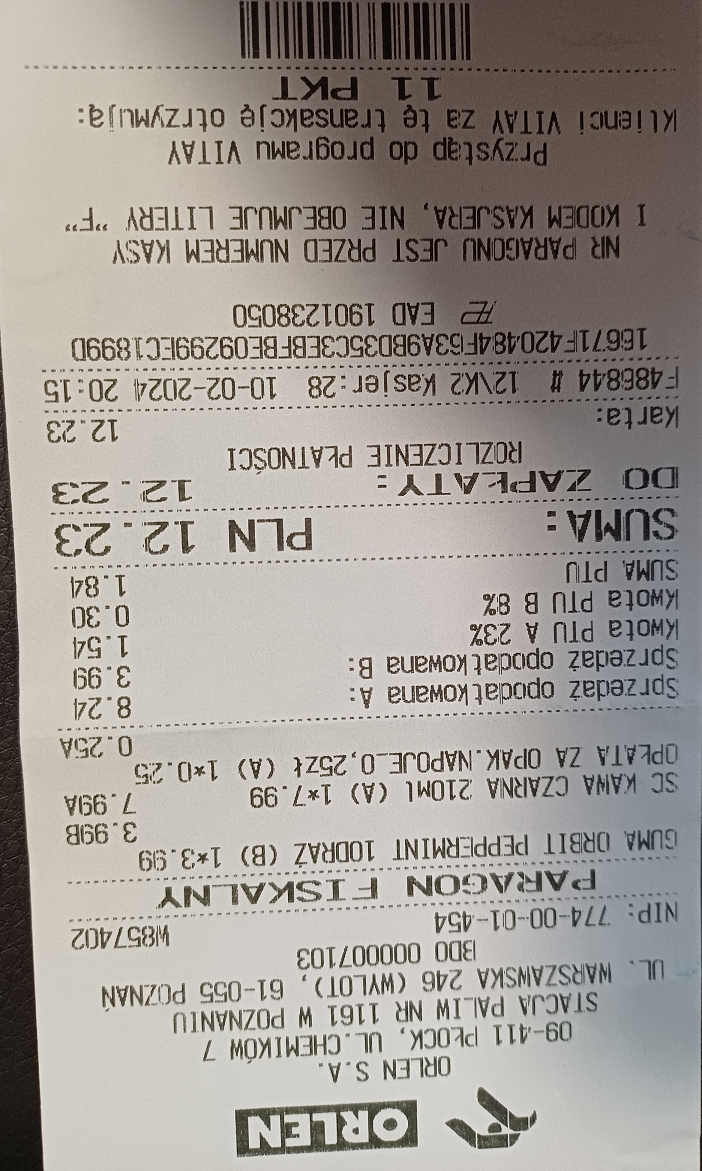 ORLEN
ORLEN S.A.
09-411 PŁOCK, UL.CHEMIKÓW 7
STACJA PALIW NR 1161 W POZNANIU
UL. WARSZAWSKA 246 (WYLOT), 61-055 POZNAŃ
BDO 000007103
NIP: 774-00-01-454 W857402
PARAGON FISKALNY
GUMA ORBIT PEPPERMINT 10DRAŻ (B) 1*3.99
3.99B
SC KAWA CZARNA 210Ml (A) 1*7.99 7.99A
OPŁATA ZA OPAK.NAPOJE_0,25Zł (A) 1*0.25
0.25A
Sprzedaż opodatkowana A: 8.24
Sprzedaż opodatkowana B: 3.99
Kwota PTU A 23% 1.54
Kwota PTU B 8% 0.30
SUMA PTU 1.84
SUMA: PLN 12.23
DO ZAPŁATY: 12.23
ROZLICZENIE PŁATNOŚCI
Karta: 12.23
F486844 # 12\K2 Kasjer:28 10-02-2024 20:15
16671F420484F63A9BD35C3EBFBE09299EC1899D
EAD 1901238050
NR PARAGONU JEST PRZED NUMEREM KASY
I KODEM KASJERA, NIE OBEJMUJE LITERY "F"
Przystąp do programu VITAY
Klienci VITAY za tę transakcję otrzymują:
11 PKT